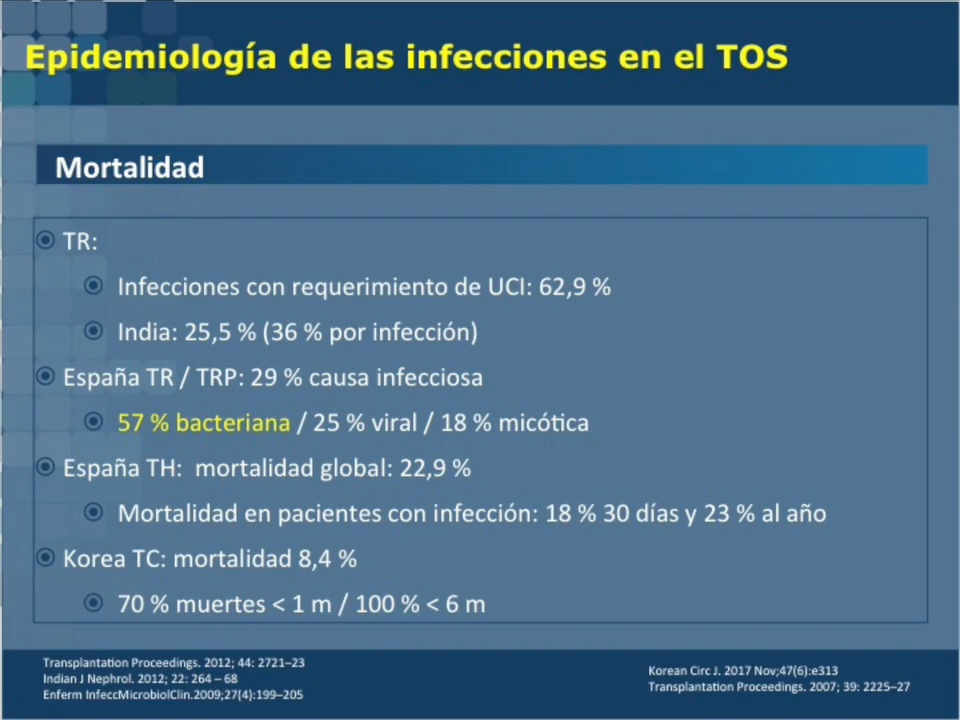 Epidemiología de las infecciones en el TOS
Mortalidad
TR:
Infecciones con requerimiento de UCI: 62,9 %
India: 25,5 % (36 % por infección)
España TR / TRP: 29 % causa infecciosa
57 % bacteriana / 25 % viral / 18 % micótica
España TH: mortalidad global: 22,9 %
Mortalidad en pacientes con infección: 18 % 30 días y 23 % al año
Korea TC: mortalidad 8,4 %
70 % muertes < 1 m / 100 % < 6 m
Transplantation Proceedings. 2012; 44: 2721–23
Indian J Nephrol. 2012; 22: 264 – 68
Enferm InfeccMicrobiolClin.2009;27(4):199–205
Korean Circ J. 2017 Nov;47(6):e313
Transplantation Proceedings. 2007; 39: 2225–27